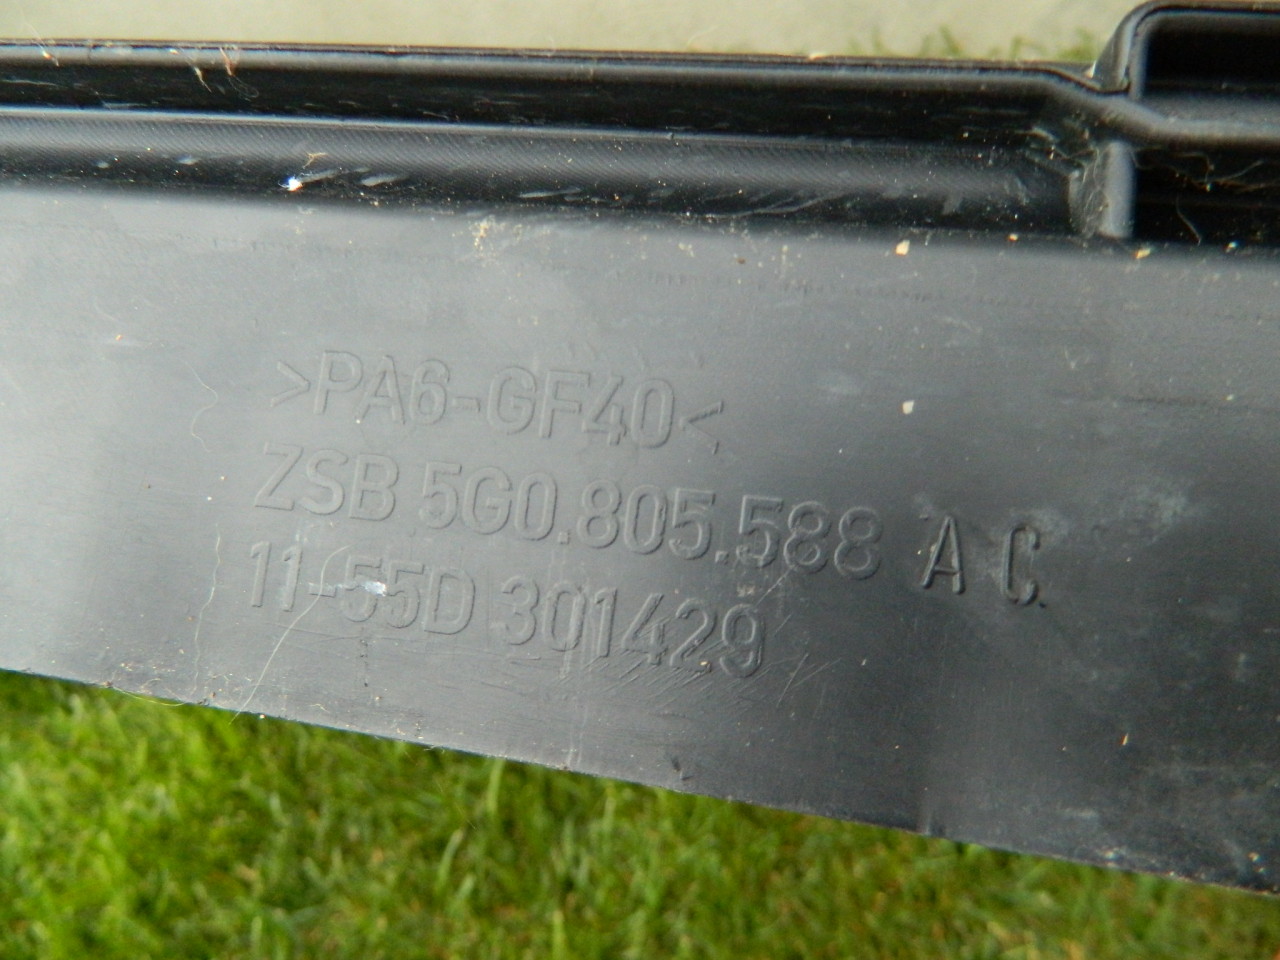 >PA6-GF40<
ZSB 5G0.805.588 A C
11-55D 301429